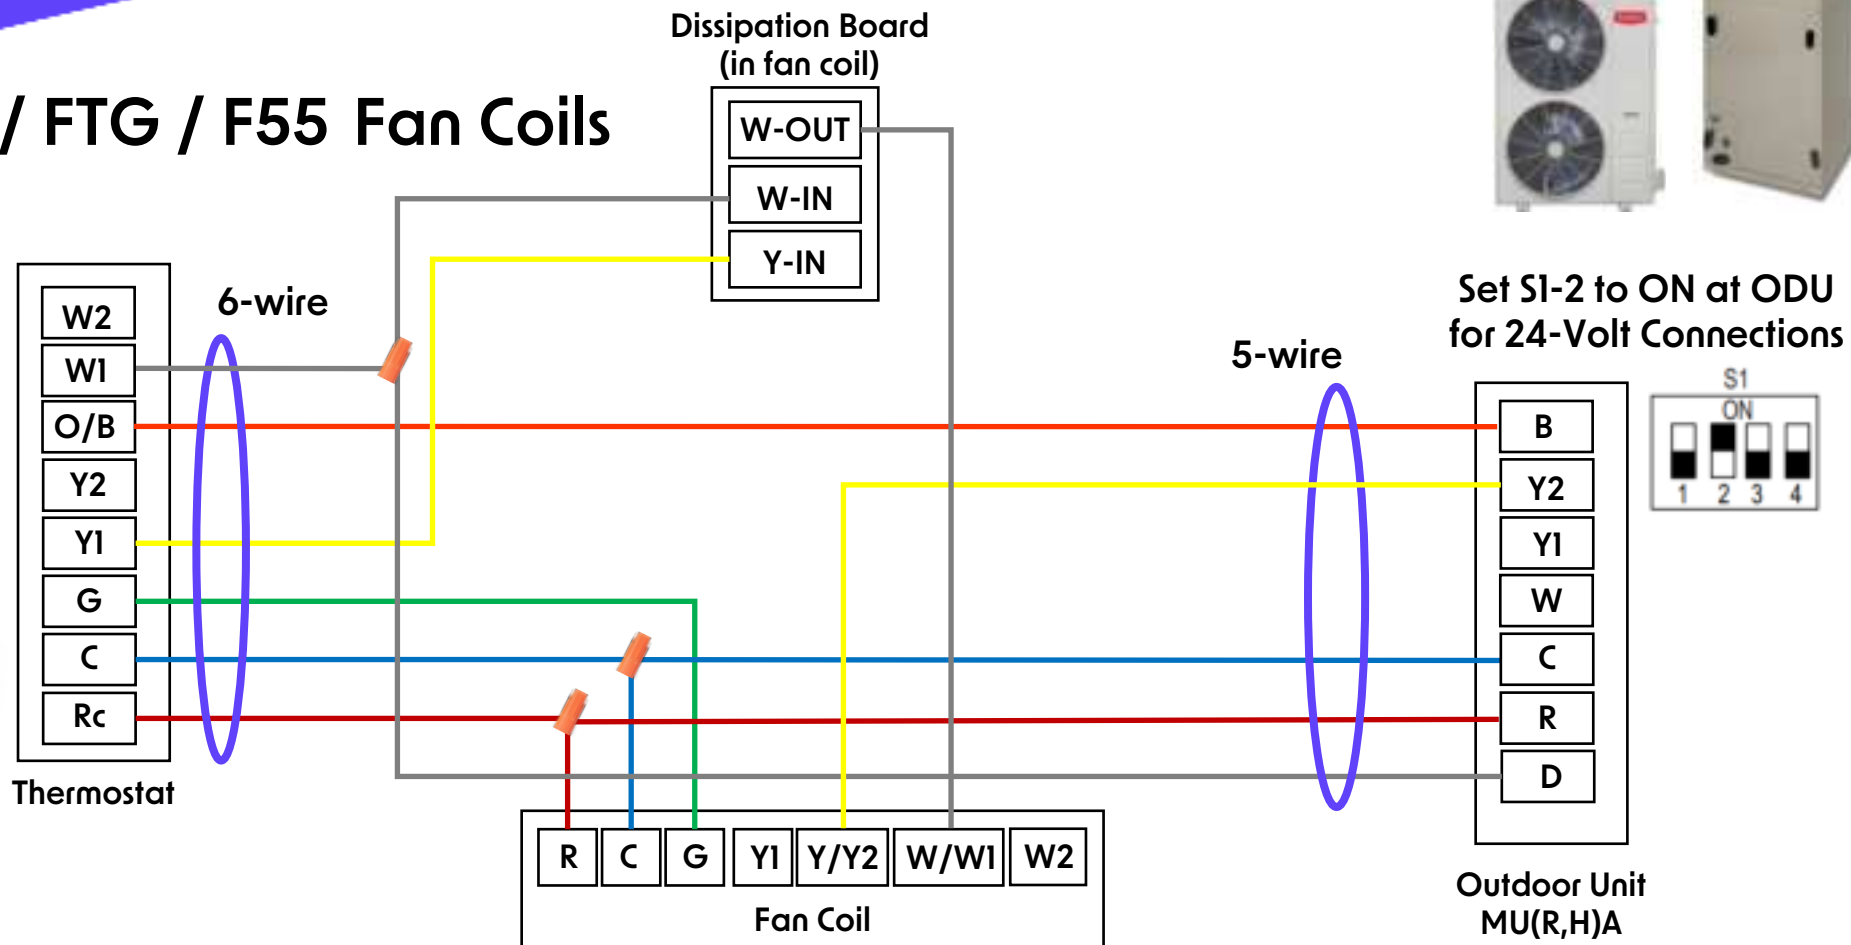 Dissipation Board
(in fan coil)
/ FTG / F55 Fan Coils
W-OUT
W-IN
Y-IN
6-wire
W2
W1
O/B
Y2
Y1
G
C
Rc
Thermostat
5-wire
Set S1-2 to ON at ODU
for 24-Volt Connections
S1
ON
1 2 3 4
B
Y2
Y1
W
C
R
D
Outdoor Unit
MU(R,H)A
R C G Y1 Y/Y2 W/W1 W2
Fan Coil